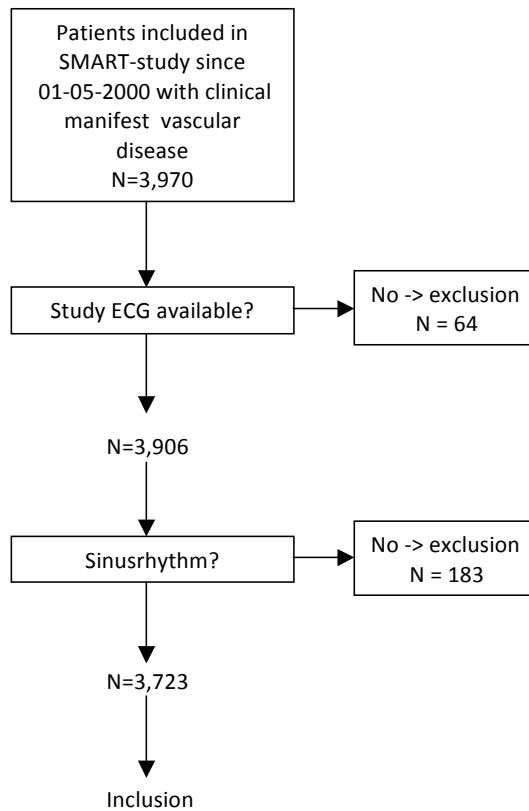 Patients included in
SMART-study since
01-05-2000 with clinical
manifest vascular
disease
N=3,970
Study ECG available?
No -> exclusion
N = 64
N=3,906
Sinusrhythm?
No -> exclusion
N = 183
N=3,723
Inclusion